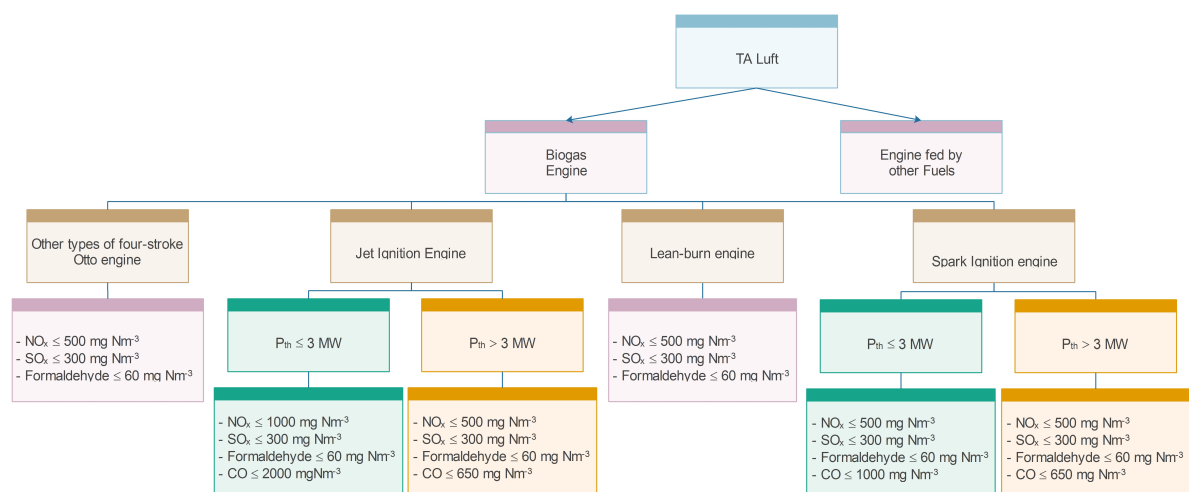 TA Luft
Biogas
Engine
Engine fed by
other Fuels
Other types of four-stroke
Otto engine
Jet Ignition Engine
Lean-burn engine
Spark Ignition engine
- NOₓ ≤ 500 mg Nm⁻³
- SOₓ ≤ 300 mg Nm⁻³
- Formaldehyde ≤ 60 mg Nm⁻³
Pₜₕ ≤ 3 MW
Pₜₕ > 3 MW
- NOₓ ≤ 500 mg Nm⁻³
- SOₓ ≤ 300 mg Nm⁻³
- Formaldehyde ≤ 60 mg Nm⁻³
Pₜₕ ≤ 3 MW
Pₜₕ > 3 MW
- NOₓ ≤ 1000 mg Nm⁻³
- SOₓ ≤ 300 mg Nm⁻³
- Formaldehyde ≤ 60 mg Nm⁻³
- CO ≤ 2000 mgNm⁻³
- NOₓ ≤ 500 mg Nm⁻³
- SOₓ ≤ 300 mg Nm⁻³
- Formaldehyde ≤ 60 mg Nm⁻³
- CO ≤ 650 mg Nm⁻³
- NOₓ ≤ 500 mg Nm⁻³
- SOₓ ≤ 300 mg Nm⁻³
- Formaldehyde ≤ 60 mg Nm⁻³
- CO ≤ 1000 mg Nm⁻³
- NOₓ ≤ 500 mg Nm⁻³
- SOₓ ≤ 300 mg Nm⁻³
- Formaldehyde ≤ 60 mg Nm⁻³
- CO ≤ 650 mg Nm⁻³